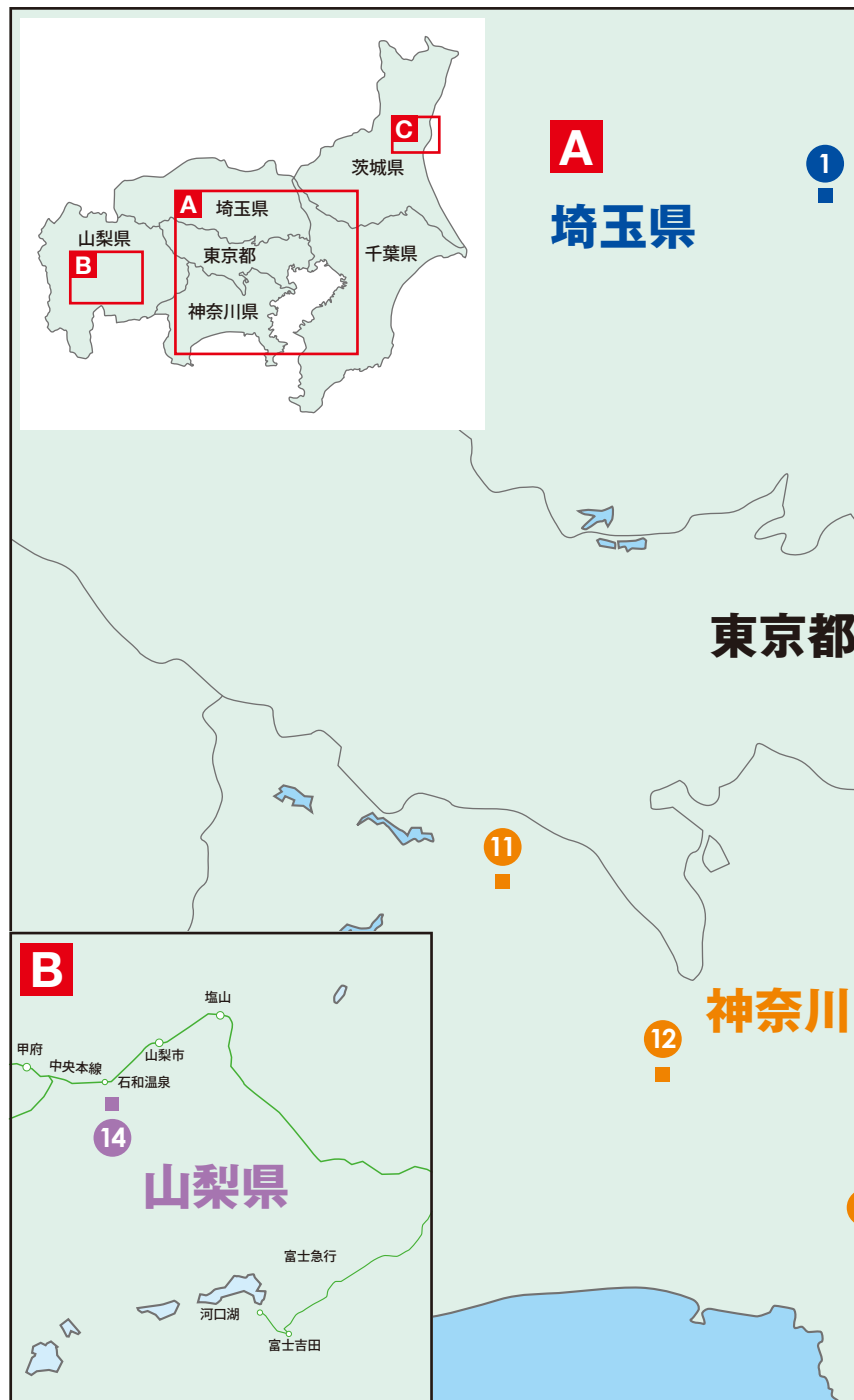 C
茨城県
A
埼玉県
山梨県
B
東京都
千葉県
神奈川県
A
1
埼玉県
東京都
11
神奈川
12
B
塩山
甲府
中央本線
山梨市
石和温泉
14
山梨県
富士急行
河口湖
富士吉田